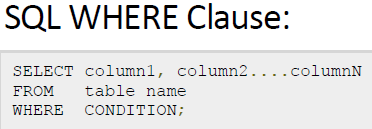 SQL WHERE Clause:
SELECT column1, column2....columnN
FROM   table name
WHERE  CONDITION;